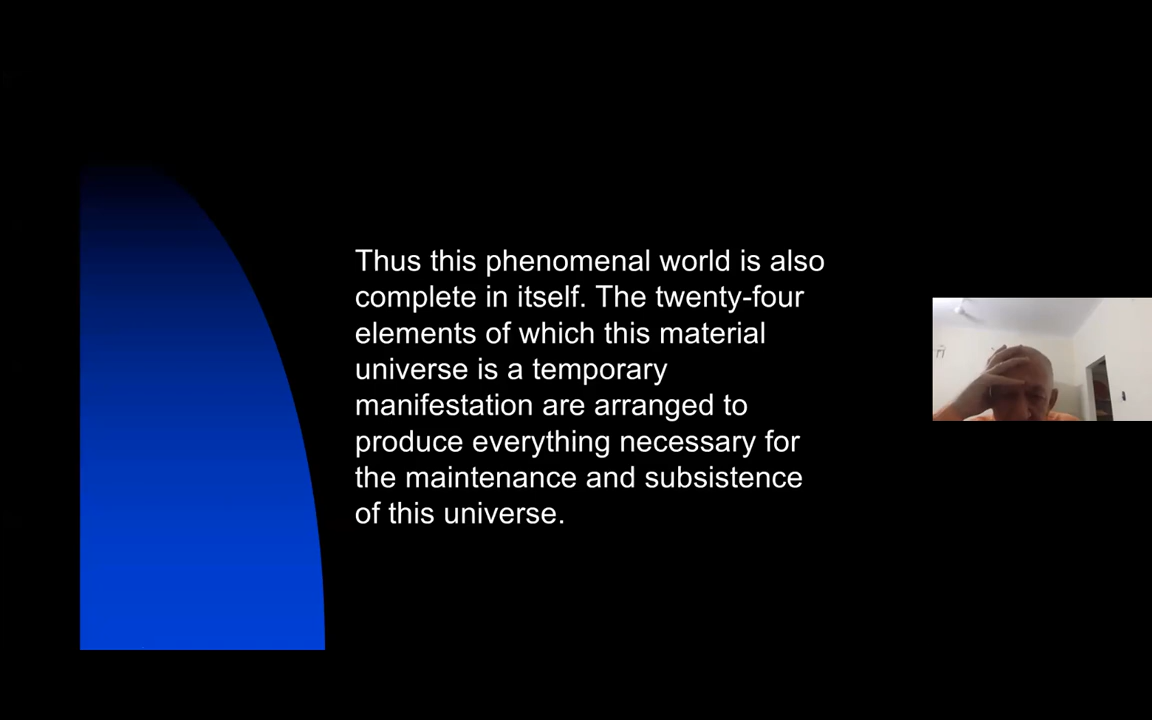 Thus this phenomenal world is also
complete in itself. The twenty-four
elements of which this material
universe is a temporary
manifestation are arranged to
produce everything necessary for
the maintenance and subsistence
of this universe.